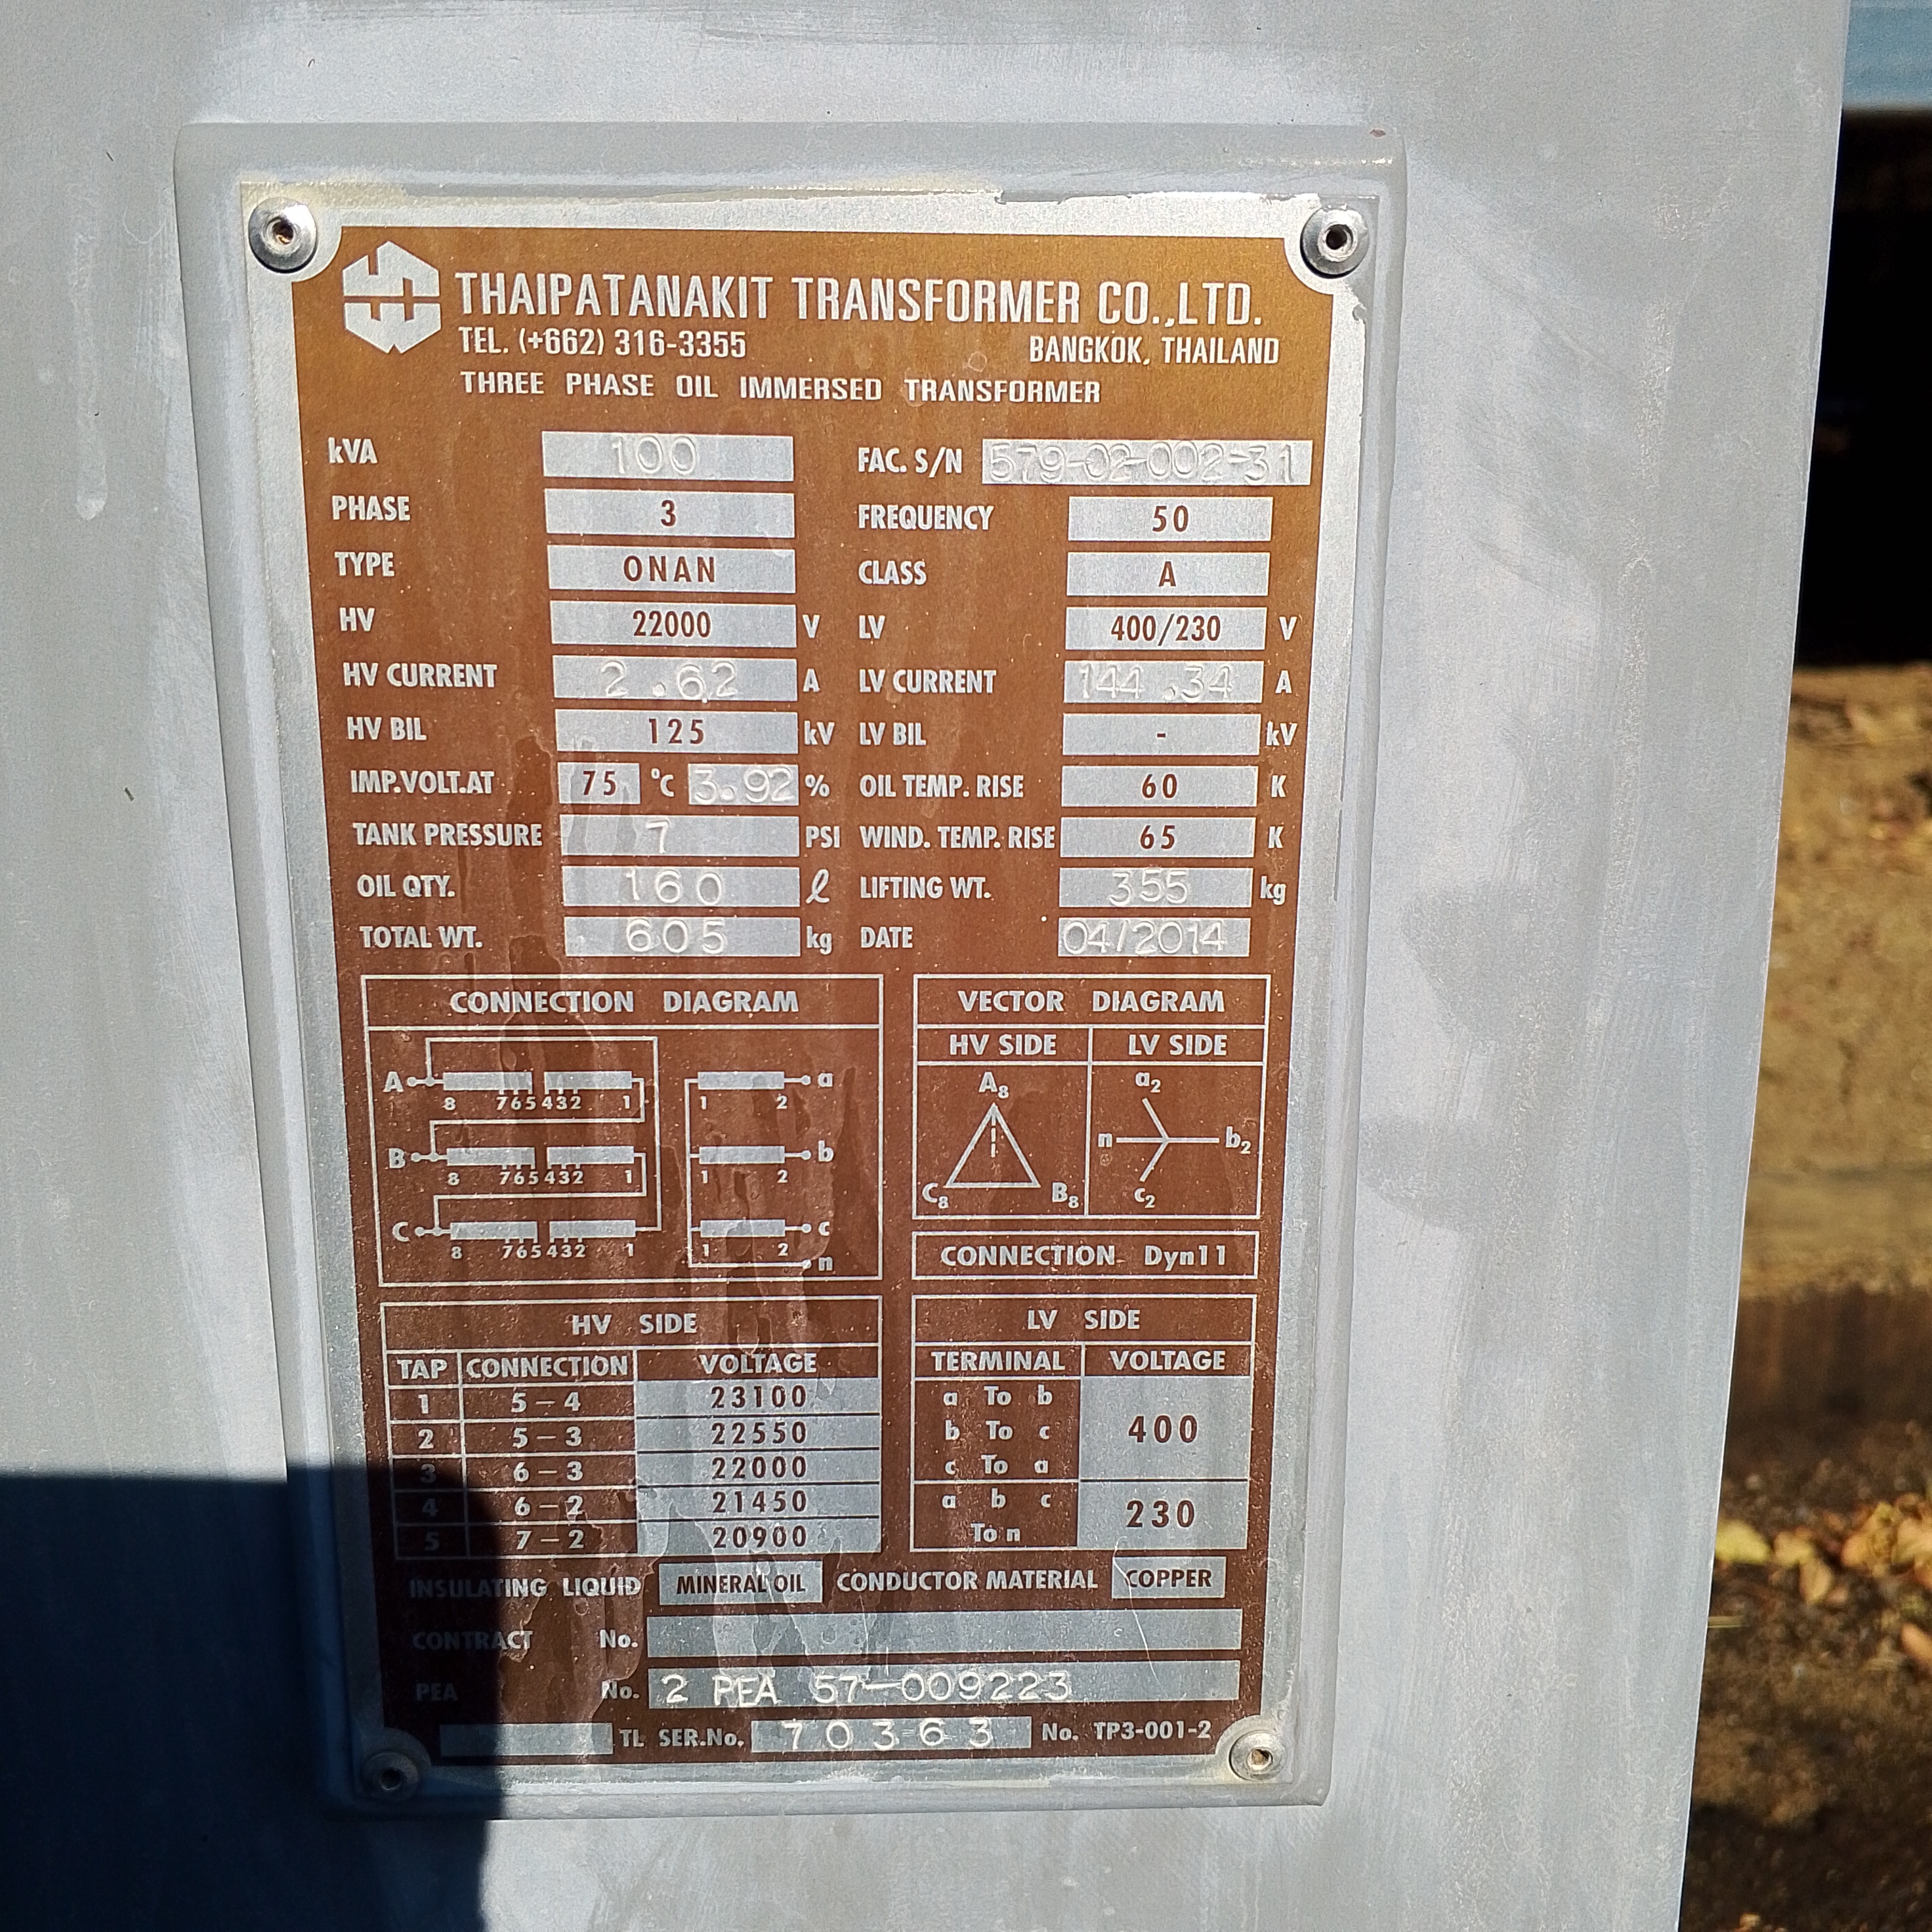 THAIPATANAKIT TRANSFORMER CO.,LTD.
TEL. (+662) 316-3355 BANGKOK, THAILAND
THREE PHASE OIL IMMERSED TRANSFORMER
kVA 100 FAC. S/N 579-02-002-31
PHASE 3 FREQUENCY 50
TYPE ONAN CLASS A
HV 22000 V LV 400/230 V
HV CURRENT 2.62 A LV CURRENT 144.34 A
HV BIL 125 kV LV BIL - kV
IMP.VOLT.AT 75 °C 3.92 % OIL TEMP. RISE 60 K
TANK PRESSURE 7 PSI WIND. TEMP. RISE 65 K
OIL QTY. 160 ℓ LIFTING WT. 355 kg
TOTAL WT. 605 kg DATE 04/2014
CONNECTION DIAGRAM VECTOR DIAGRAM
HV SIDE LV SIDE
A a A8 a2
8 765432 1 1 2
B b n b2
8 765432 1 1 2 C8 B8 c2
C c
8 765432 1 1 2 n
CONNECTION Dyn11
HV SIDE LV SIDE
TAP CONNECTION VOLTAGE TERMINAL VOLTAGE
1 5-4 23100 a To b
2 5-3 22550 b To c 400
3 6-3 22000 c To a
4 6-2 21450 a b c 230
5 7-2 20900 To n
INSULATING LIQUID MINERAL OIL CONDUCTOR MATERIAL COPPER
CONTRACT No.
PEA No. 2 PEA 57-009223
TL SER.No. 70363 No. TP3-001-2